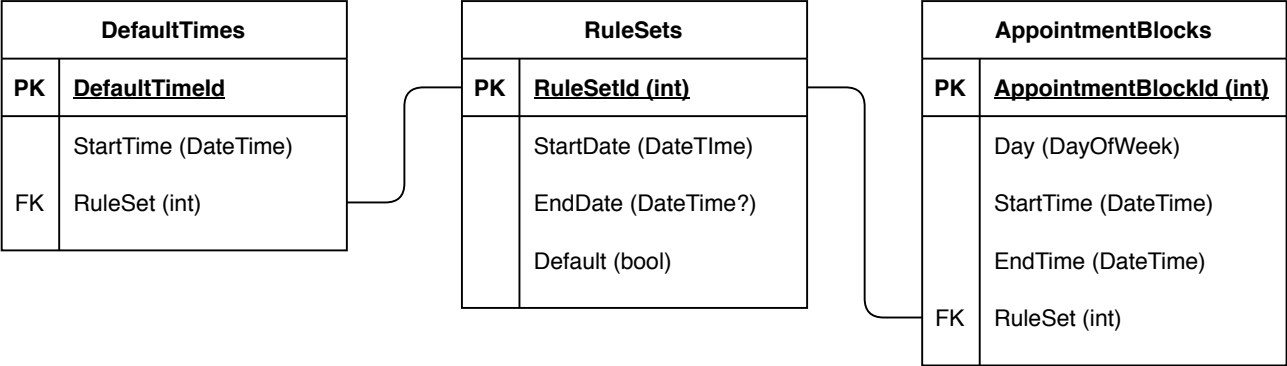 DefaultTimes
PK DefaultTimeId
StartTime (DateTime)
FK RuleSet (int)
RuleSets
PK RuleSetId (int)
StartDate (DateTIme)
EndDate (DateTime?)
Default (bool)
AppointmentBlocks
PK AppointmentBlockId (int)
Day (DayOfWeek)
StartTime (DateTime)
EndTime (DateTime)
FK RuleSet (int)